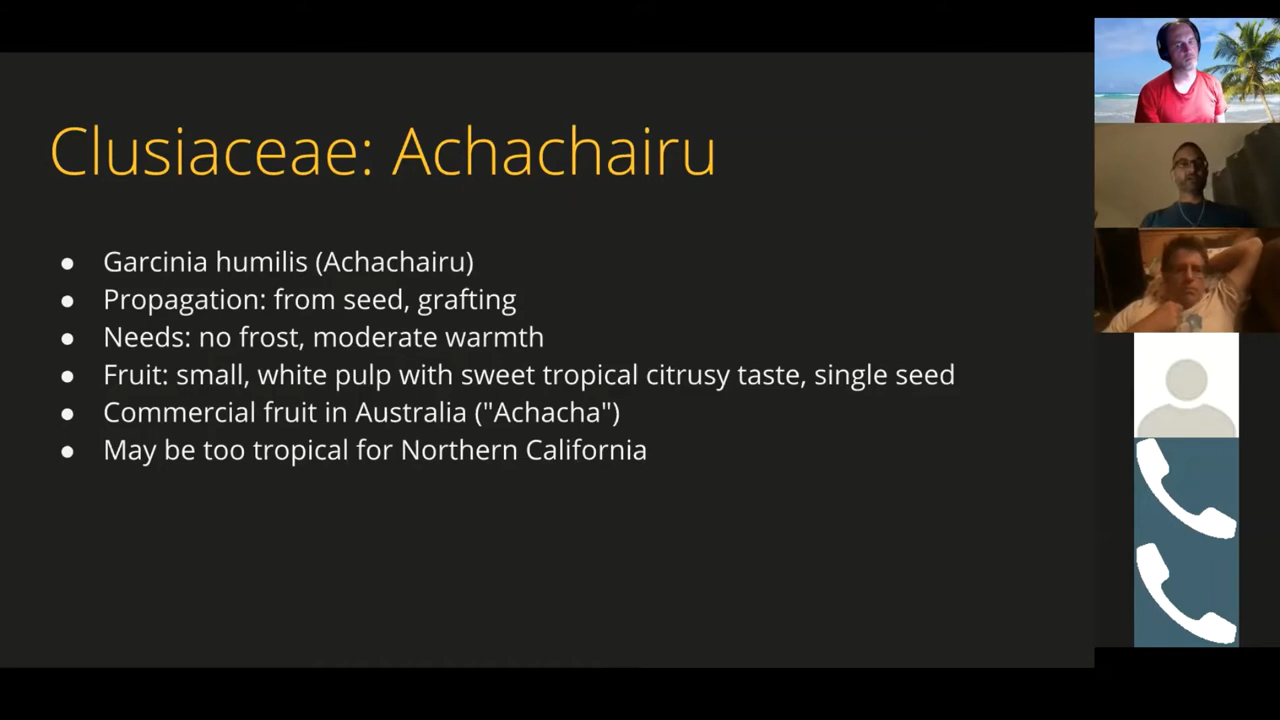 Clusiaceae: Achachairu
● Garcinia humilis (Achachairu)
● Propagation: from seed, grafting
● Needs: no frost, moderate warmth
● Fruit: small, white pulp with sweet tropical citrusy taste, single seed
● Commercial fruit in Australia ("Achacha")
● May be too tropical for Northern California